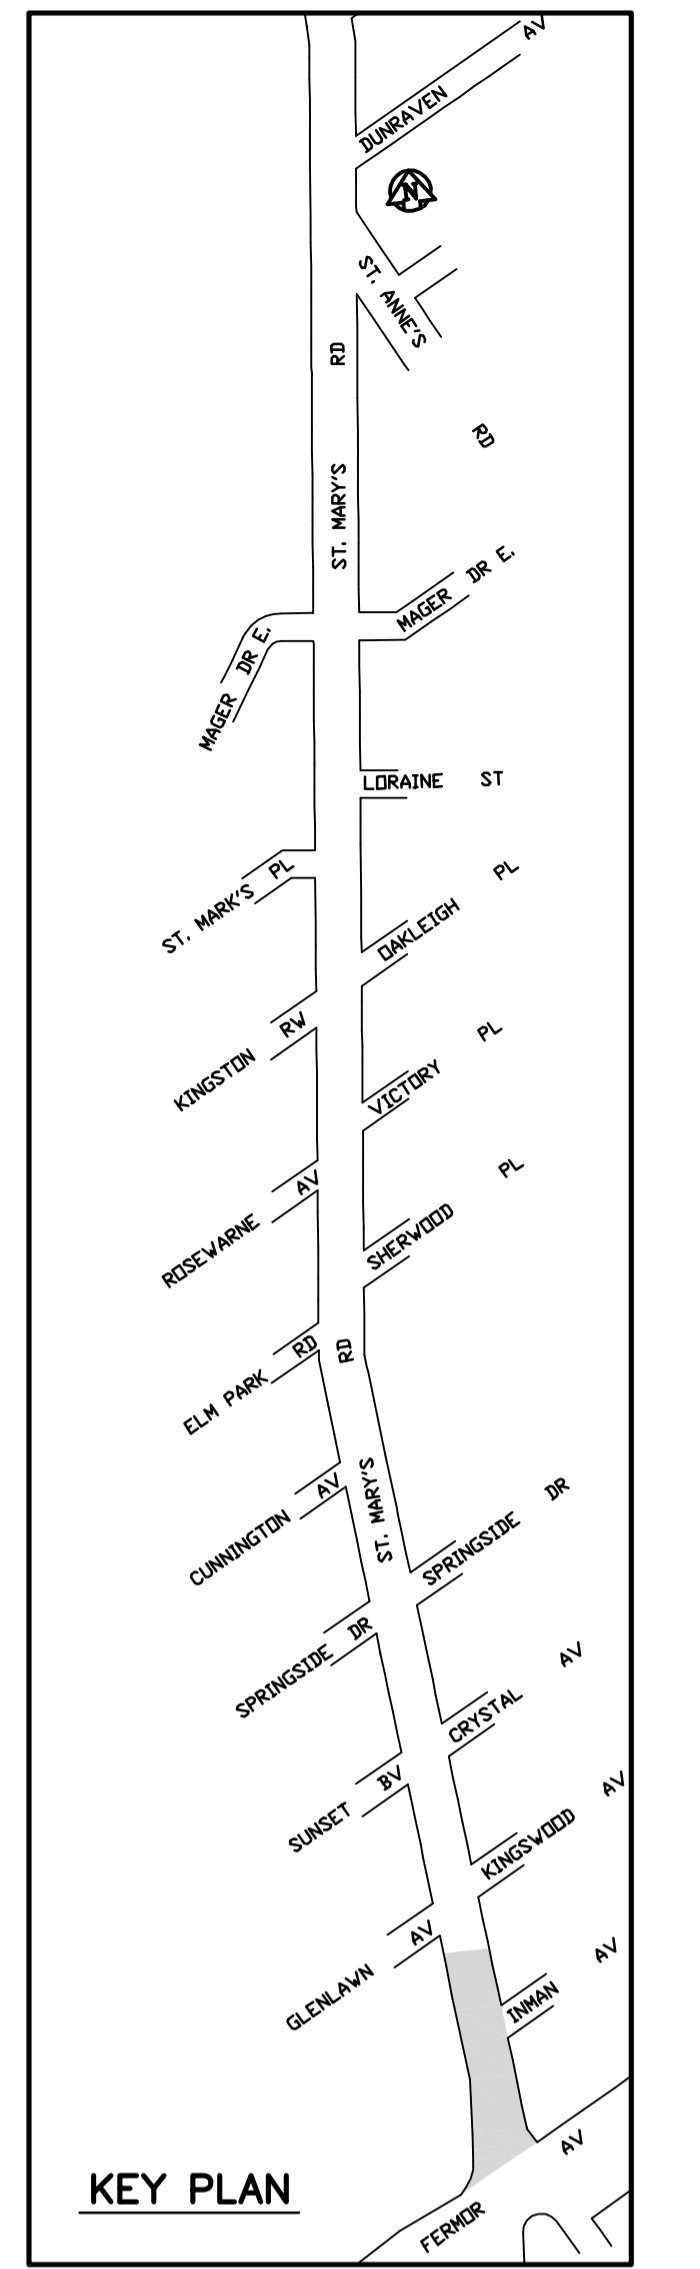 DUNRAVEN AV
N
ST. ANNE'S RD
ST. MARY'S RD
MAGER DR E.
MAGER DR E.
LORAINE ST
ST. MARK'S PL
OAKLEIGH PL
KINGSTON RW
VICTORY PL
ROSEWARNE AV
SHERWOOD PL
ELM PARK RD
ST. MARY'S RD
CUNNINGTON AV
SPRINGSIDE DR
SPRINGSIDE DR
CRYSTAL AV
SUNSET BV
KINGSWOOD AV
GLENLAWN AV
INMAN AV
FERMOR AV
KEY PLAN